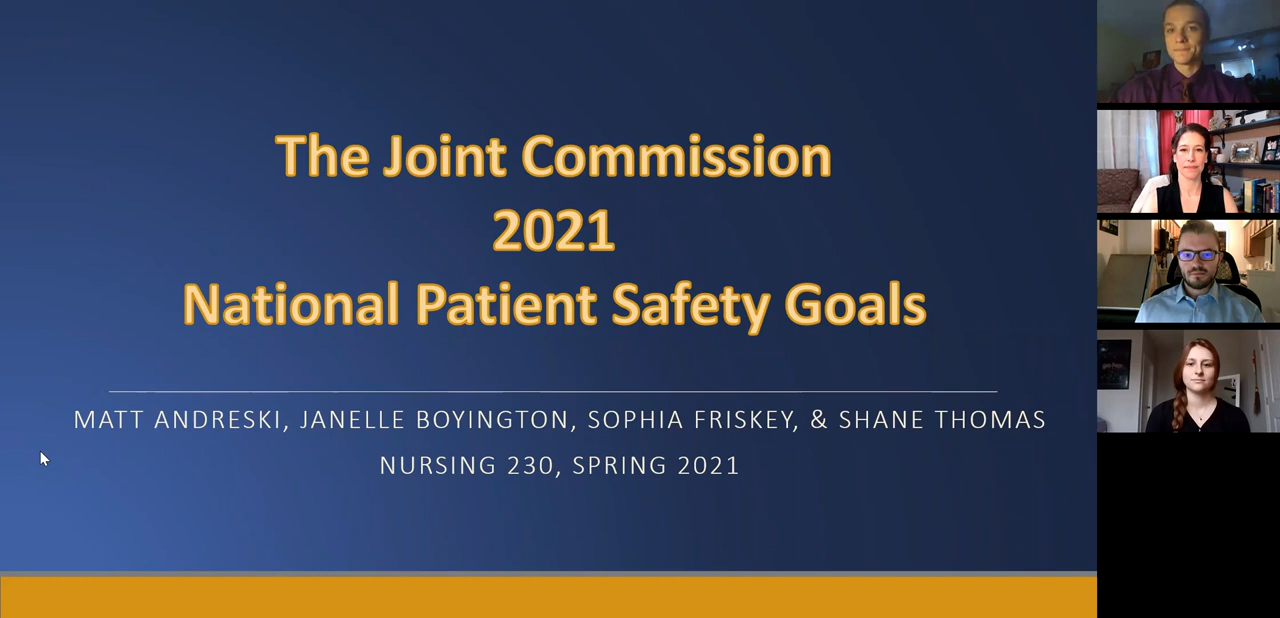 The Joint Commission
2021
National Patient Safety Goals
MATT ANDRESKI, JANELLE BOYINGTON, SOPHIA FRISKEY, & SHANE THOMAS
NURSING 230, SPRING 2021